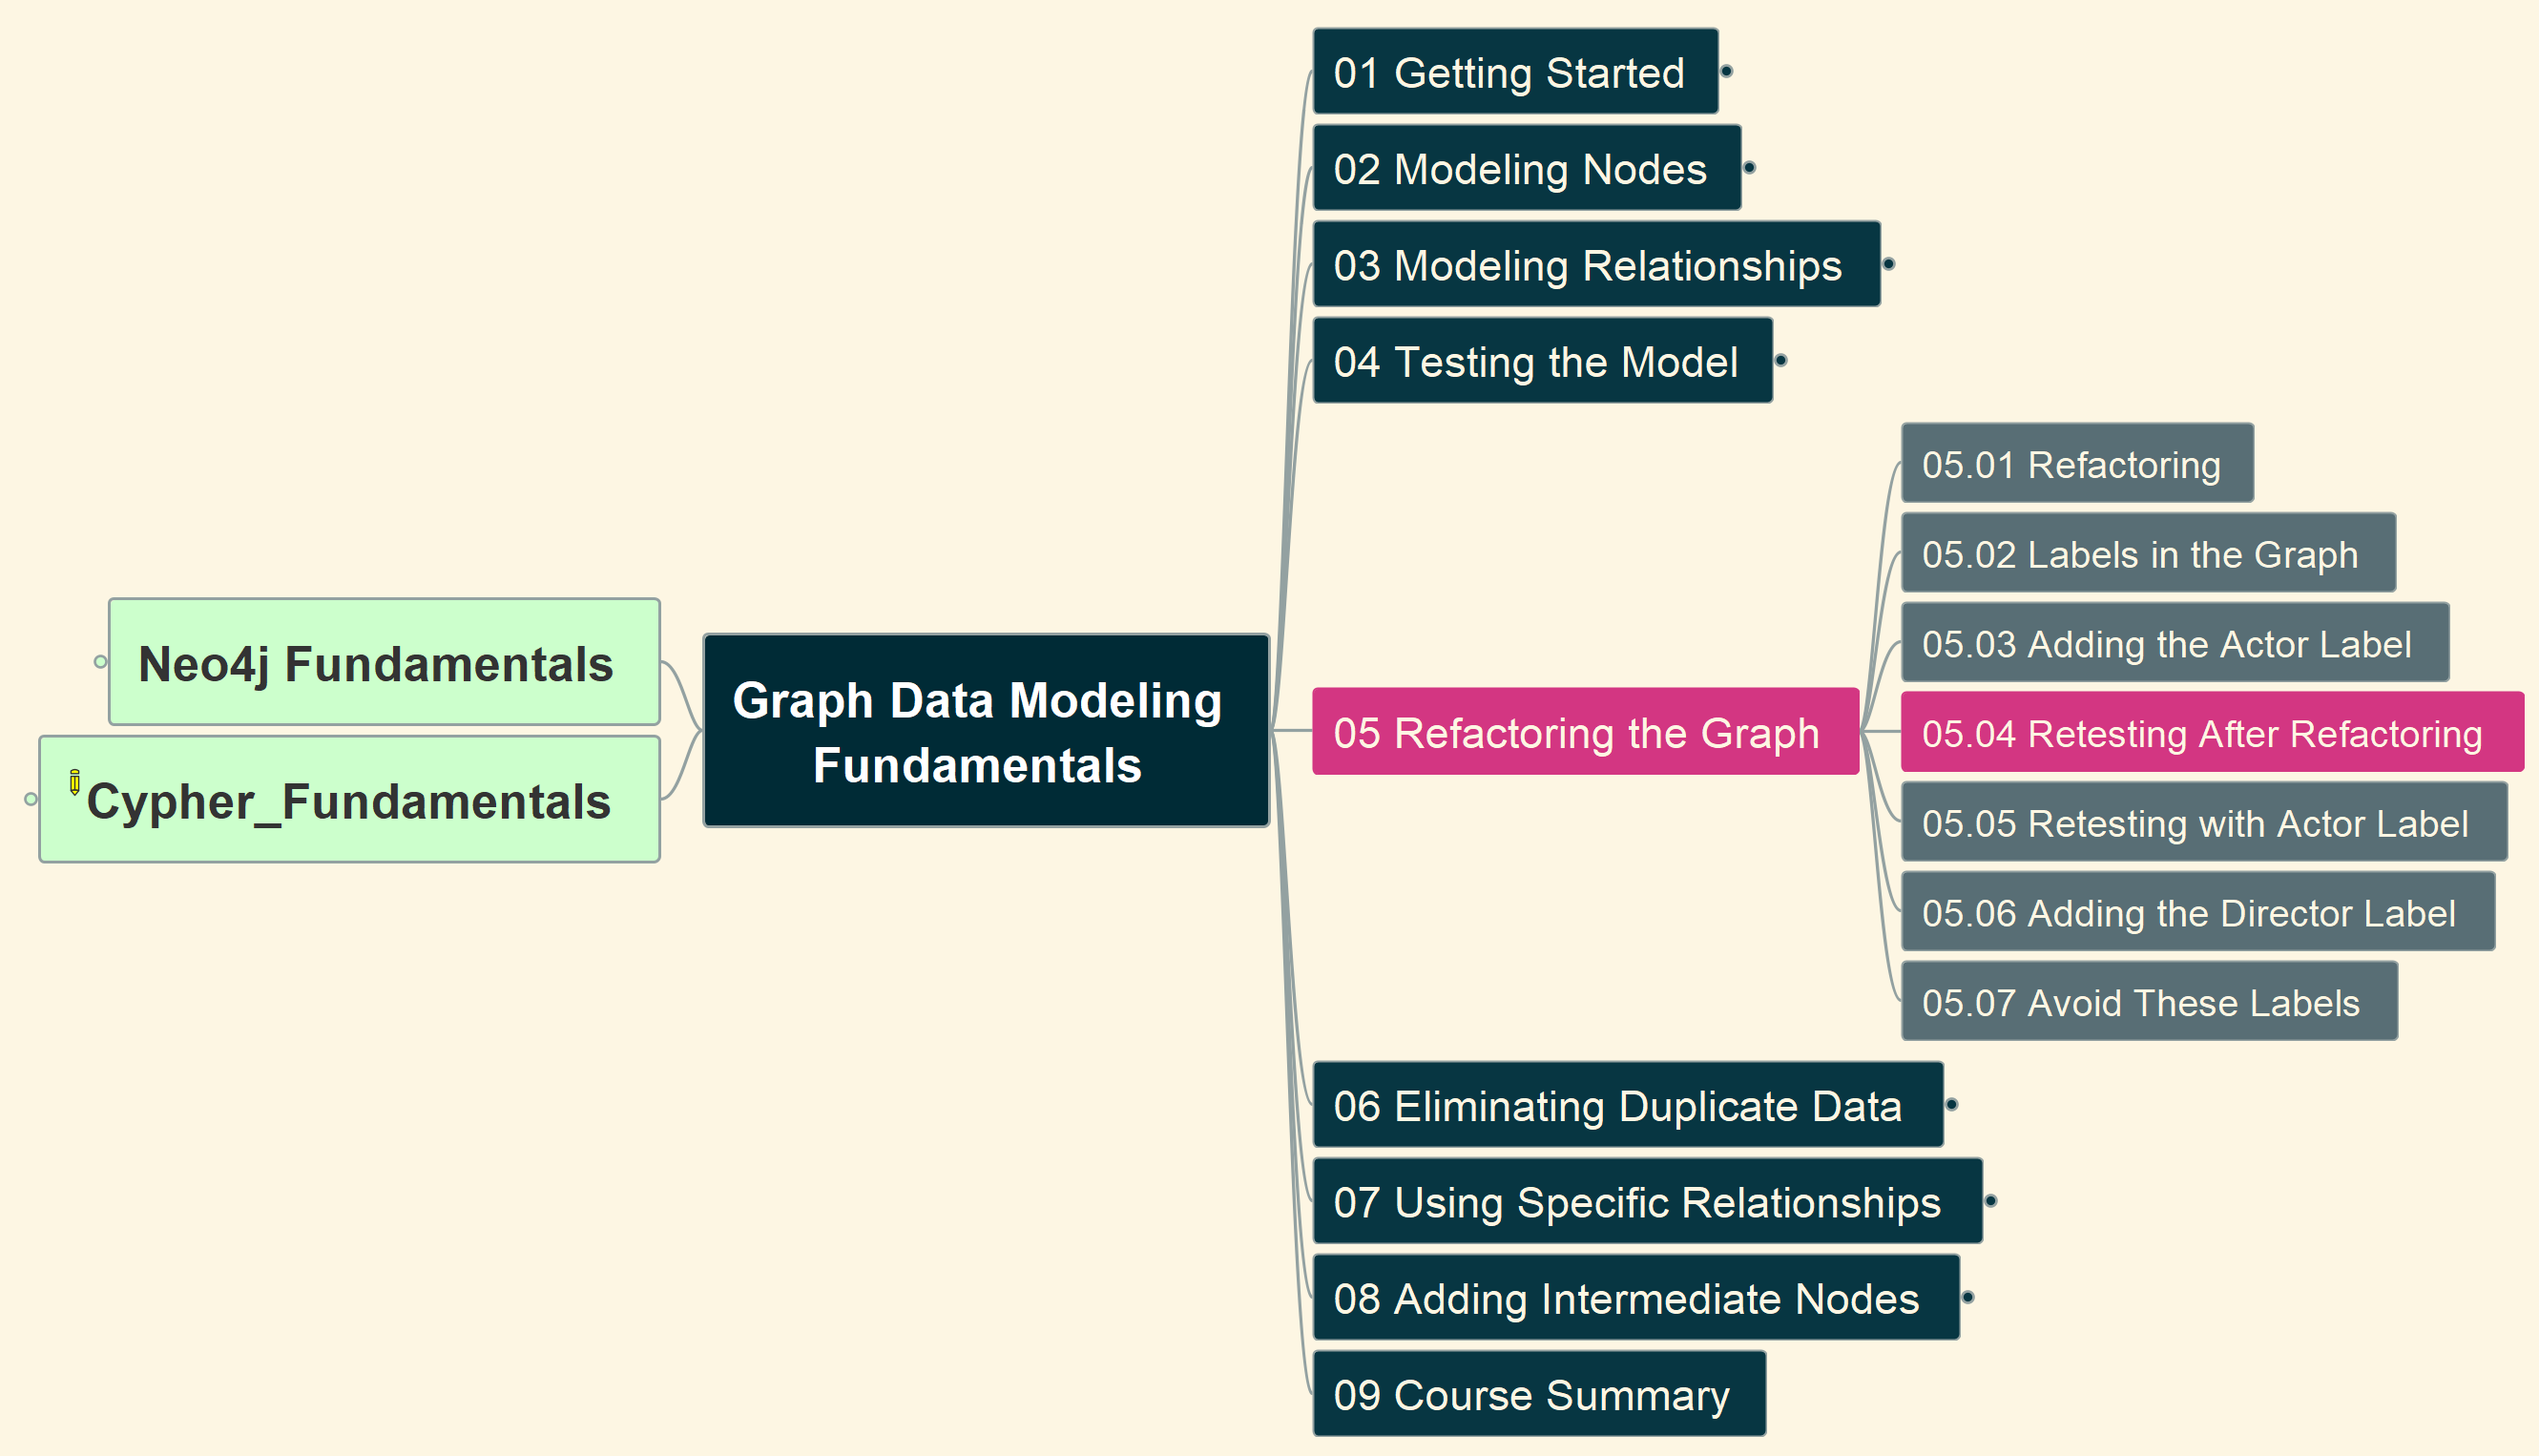 Neo4j Fundamentals
Cypher_Fundamentals
Graph Data Modeling
Fundamentals
01 Getting Started
02 Modeling Nodes
03 Modeling Relationships
04 Testing the Model
05 Refactoring the Graph
05.01 Refactoring
05.02 Labels in the Graph
05.03 Adding the Actor Label
05.04 Retesting After Refactoring
05.05 Retesting with Actor Label
05.06 Adding the Director Label
05.07 Avoid These Labels
06 Eliminating Duplicate Data
07 Using Specific Relationships
08 Adding Intermediate Nodes
09 Course Summary